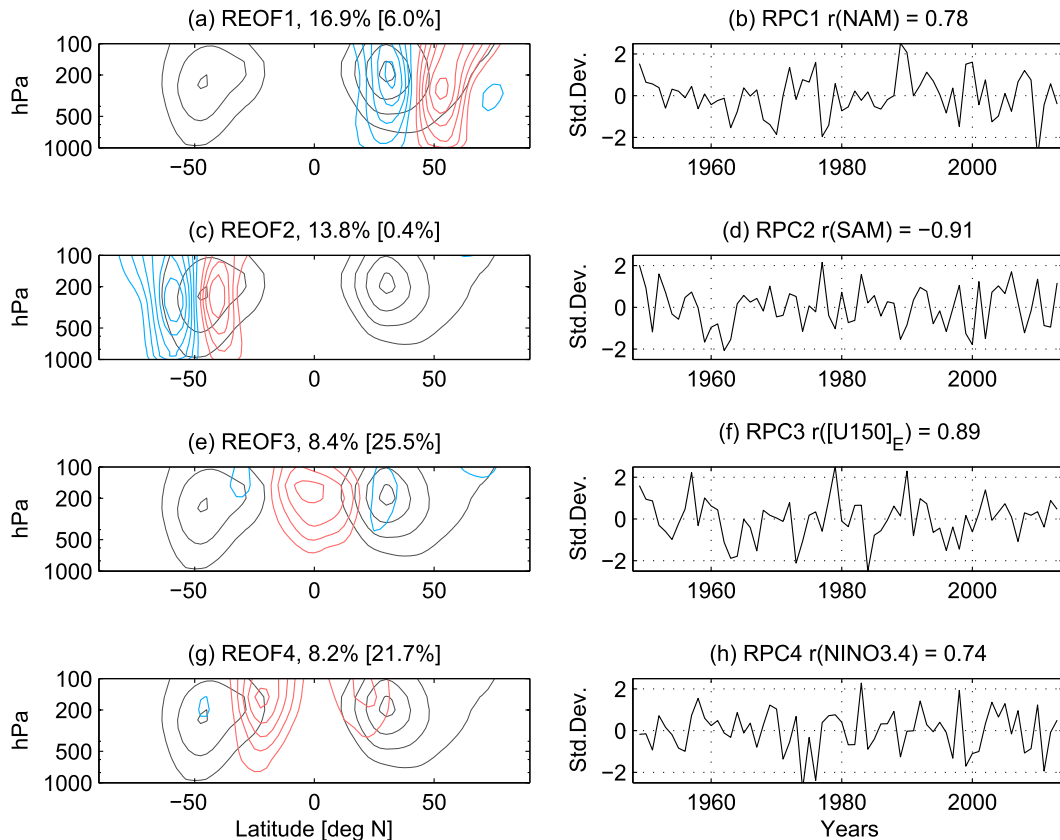 (a) REOF1, 16.9% [6.0%]
hPa
100
200
500
1000
−50
0
50
(b) RPC1 r(NAM) = 0.78
Std.Dev.
2
0
−2
1960
1980
2000
(c) REOF2, 13.8% [0.4%]
hPa
100
200
500
1000
−50
0
50
(d) RPC2 r(SAM) = −0.91
Std.Dev.
2
0
−2
1960
1980
2000
(e) REOF3, 8.4% [25.5%]
hPa
100
200
500
1000
−50
0
50
(f) RPC3 r([U150]_E) = 0.89
Std.Dev.
2
0
−2
1960
1980
2000
(g) REOF4, 8.2% [21.7%]
hPa
100
200
500
1000
−50
0
50
Latitude [deg N]
(h) RPC4 r(NINO3.4) = 0.74
Std.Dev.
2
0
−2
1960
1980
2000
Years